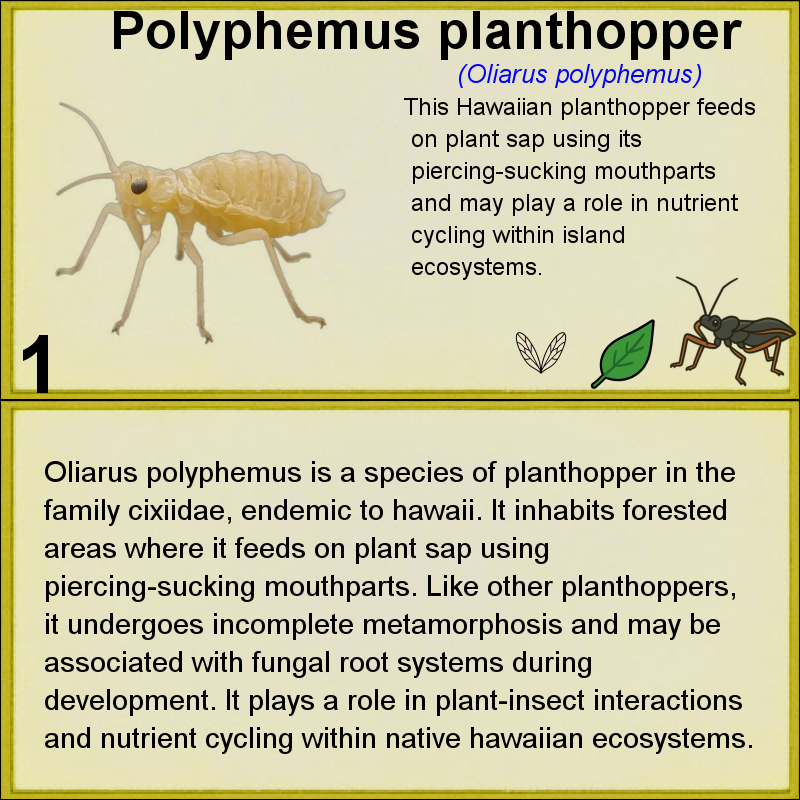 Polyphemus planthopper
(Oliarus polyphemus)
This Hawaiian planthopper feeds
on plant sap using its
piercing-sucking mouthparts
and may play a role in nutrient
cycling within island
ecosystems.
1
Oliarus polyphemus is a species of planthopper in the
family cixiidae, endemic to hawaii. It inhabits forested
areas where it feeds on plant sap using
piercing-sucking mouthparts. Like other planthoppers,
it undergoes incomplete metamorphosis and may be
associated with fungal root systems during
development. It plays a role in plant-insect interactions
and nutrient cycling within native hawaiian ecosystems.